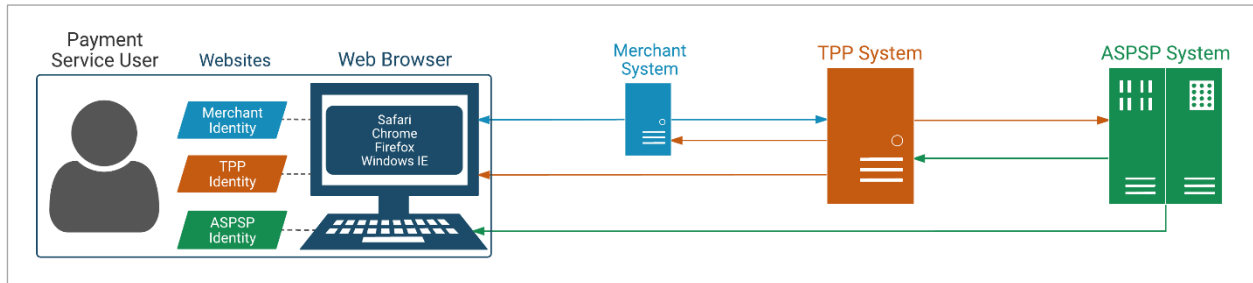 Payment
Service User
Websites
Web Browser
Merchant
System
TPP System
ASPSP System
Merchant
Identity
TPP
Identity
ASPSP
Identity
Safari
Chrome
Firefox
Windows IE